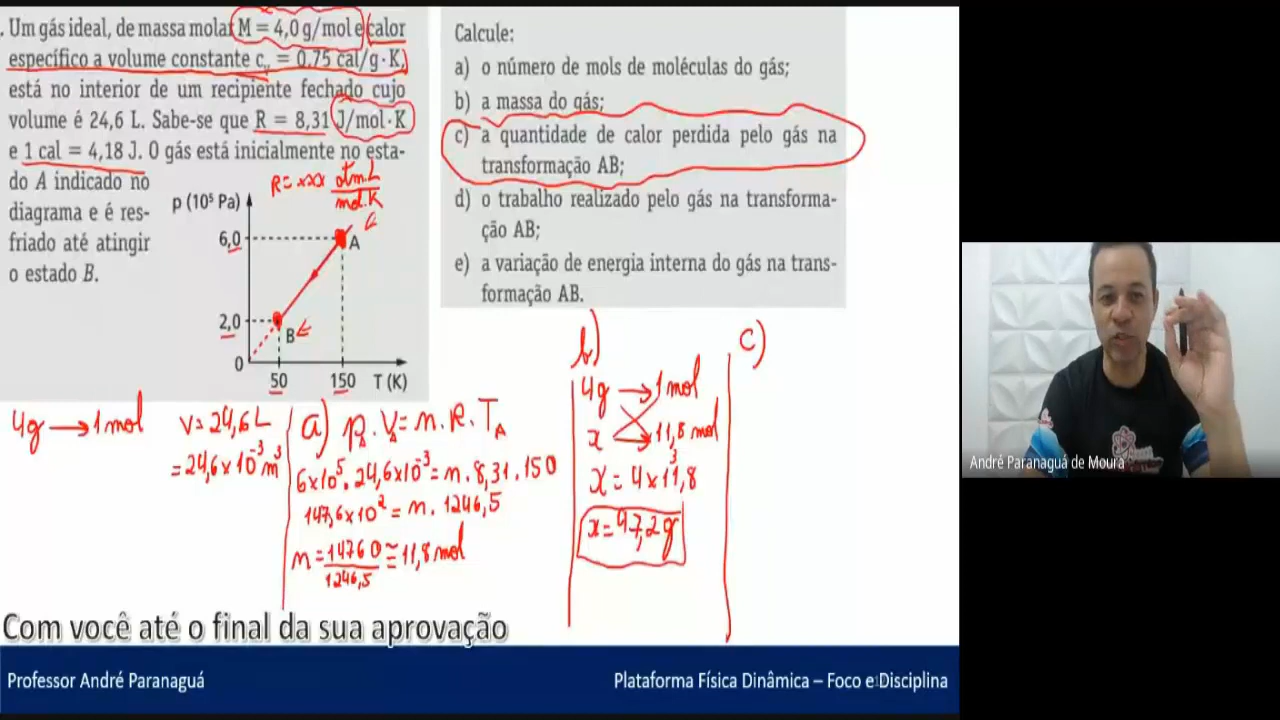 . Um gás ideal, de massa molar M = 4,0 g/mol e calor
específico a volume constante cv = 0,75 cal/g · K,
está no interior de um recipiente fechado cujo
volume é 24,6 L. Sabe-se que R = 8,31 J/mol · K
e 1 cal = 4,18 J. O gás está inicialmente no esta-
do A indicado no
diagrama e é res-
friado até atingir
o estado B.
R = xxx atm.L
mol.K
p (10⁵ Pa)
6,0
A
2,0
B
0
50
150
T (K)
Calcule:
a) o número de mols de moléculas do gás;
b) a massa do gás;
c) a quantidade de calor perdida pelo gás na
transformação AB;
d) o trabalho realizado pelo gás na transforma-
ção AB;
e) a variação de energia interna do gás na trans-
formação AB.
4g → 1 mol
V = 24,6 L
= 24,6 x 10⁻³ m³
a) pA . VA = n . R . TA
6x10⁵ . 24,6x10⁻³ = n . 8,31 . 150
147,6x10² = n . 1246,5
n = 14760 ≅ 11,8 mol
1246,5
b)
4g → 1 mol
x → 11,8 mol
x = 4 x 11,8
x = 47,2 g
c)
André Paranaguá de Moura
Com você até o final da sua aprovação
Professor André Paranaguá
Plataforma Física Dinâmica – Foco e Disciplina